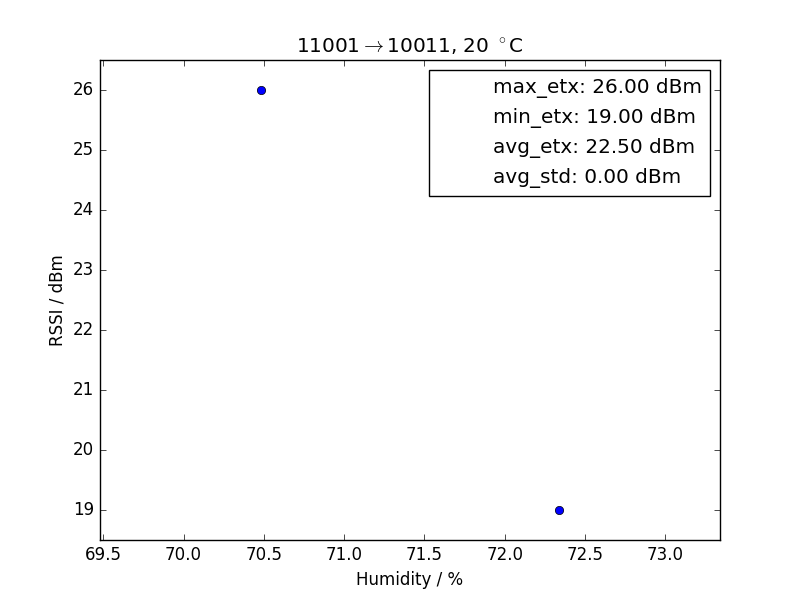 11001→10011, 20 °C
max_etx: 26.00 dBm
min_etx: 19.00 dBm
avg_etx: 22.50 dBm
avg_std: 0.00 dBm
RSSI / dBm
26
25
24
23
22
21
20
19
69.5 70.0 70.5 71.0 71.5 72.0 72.5 73.0
Humidity / %